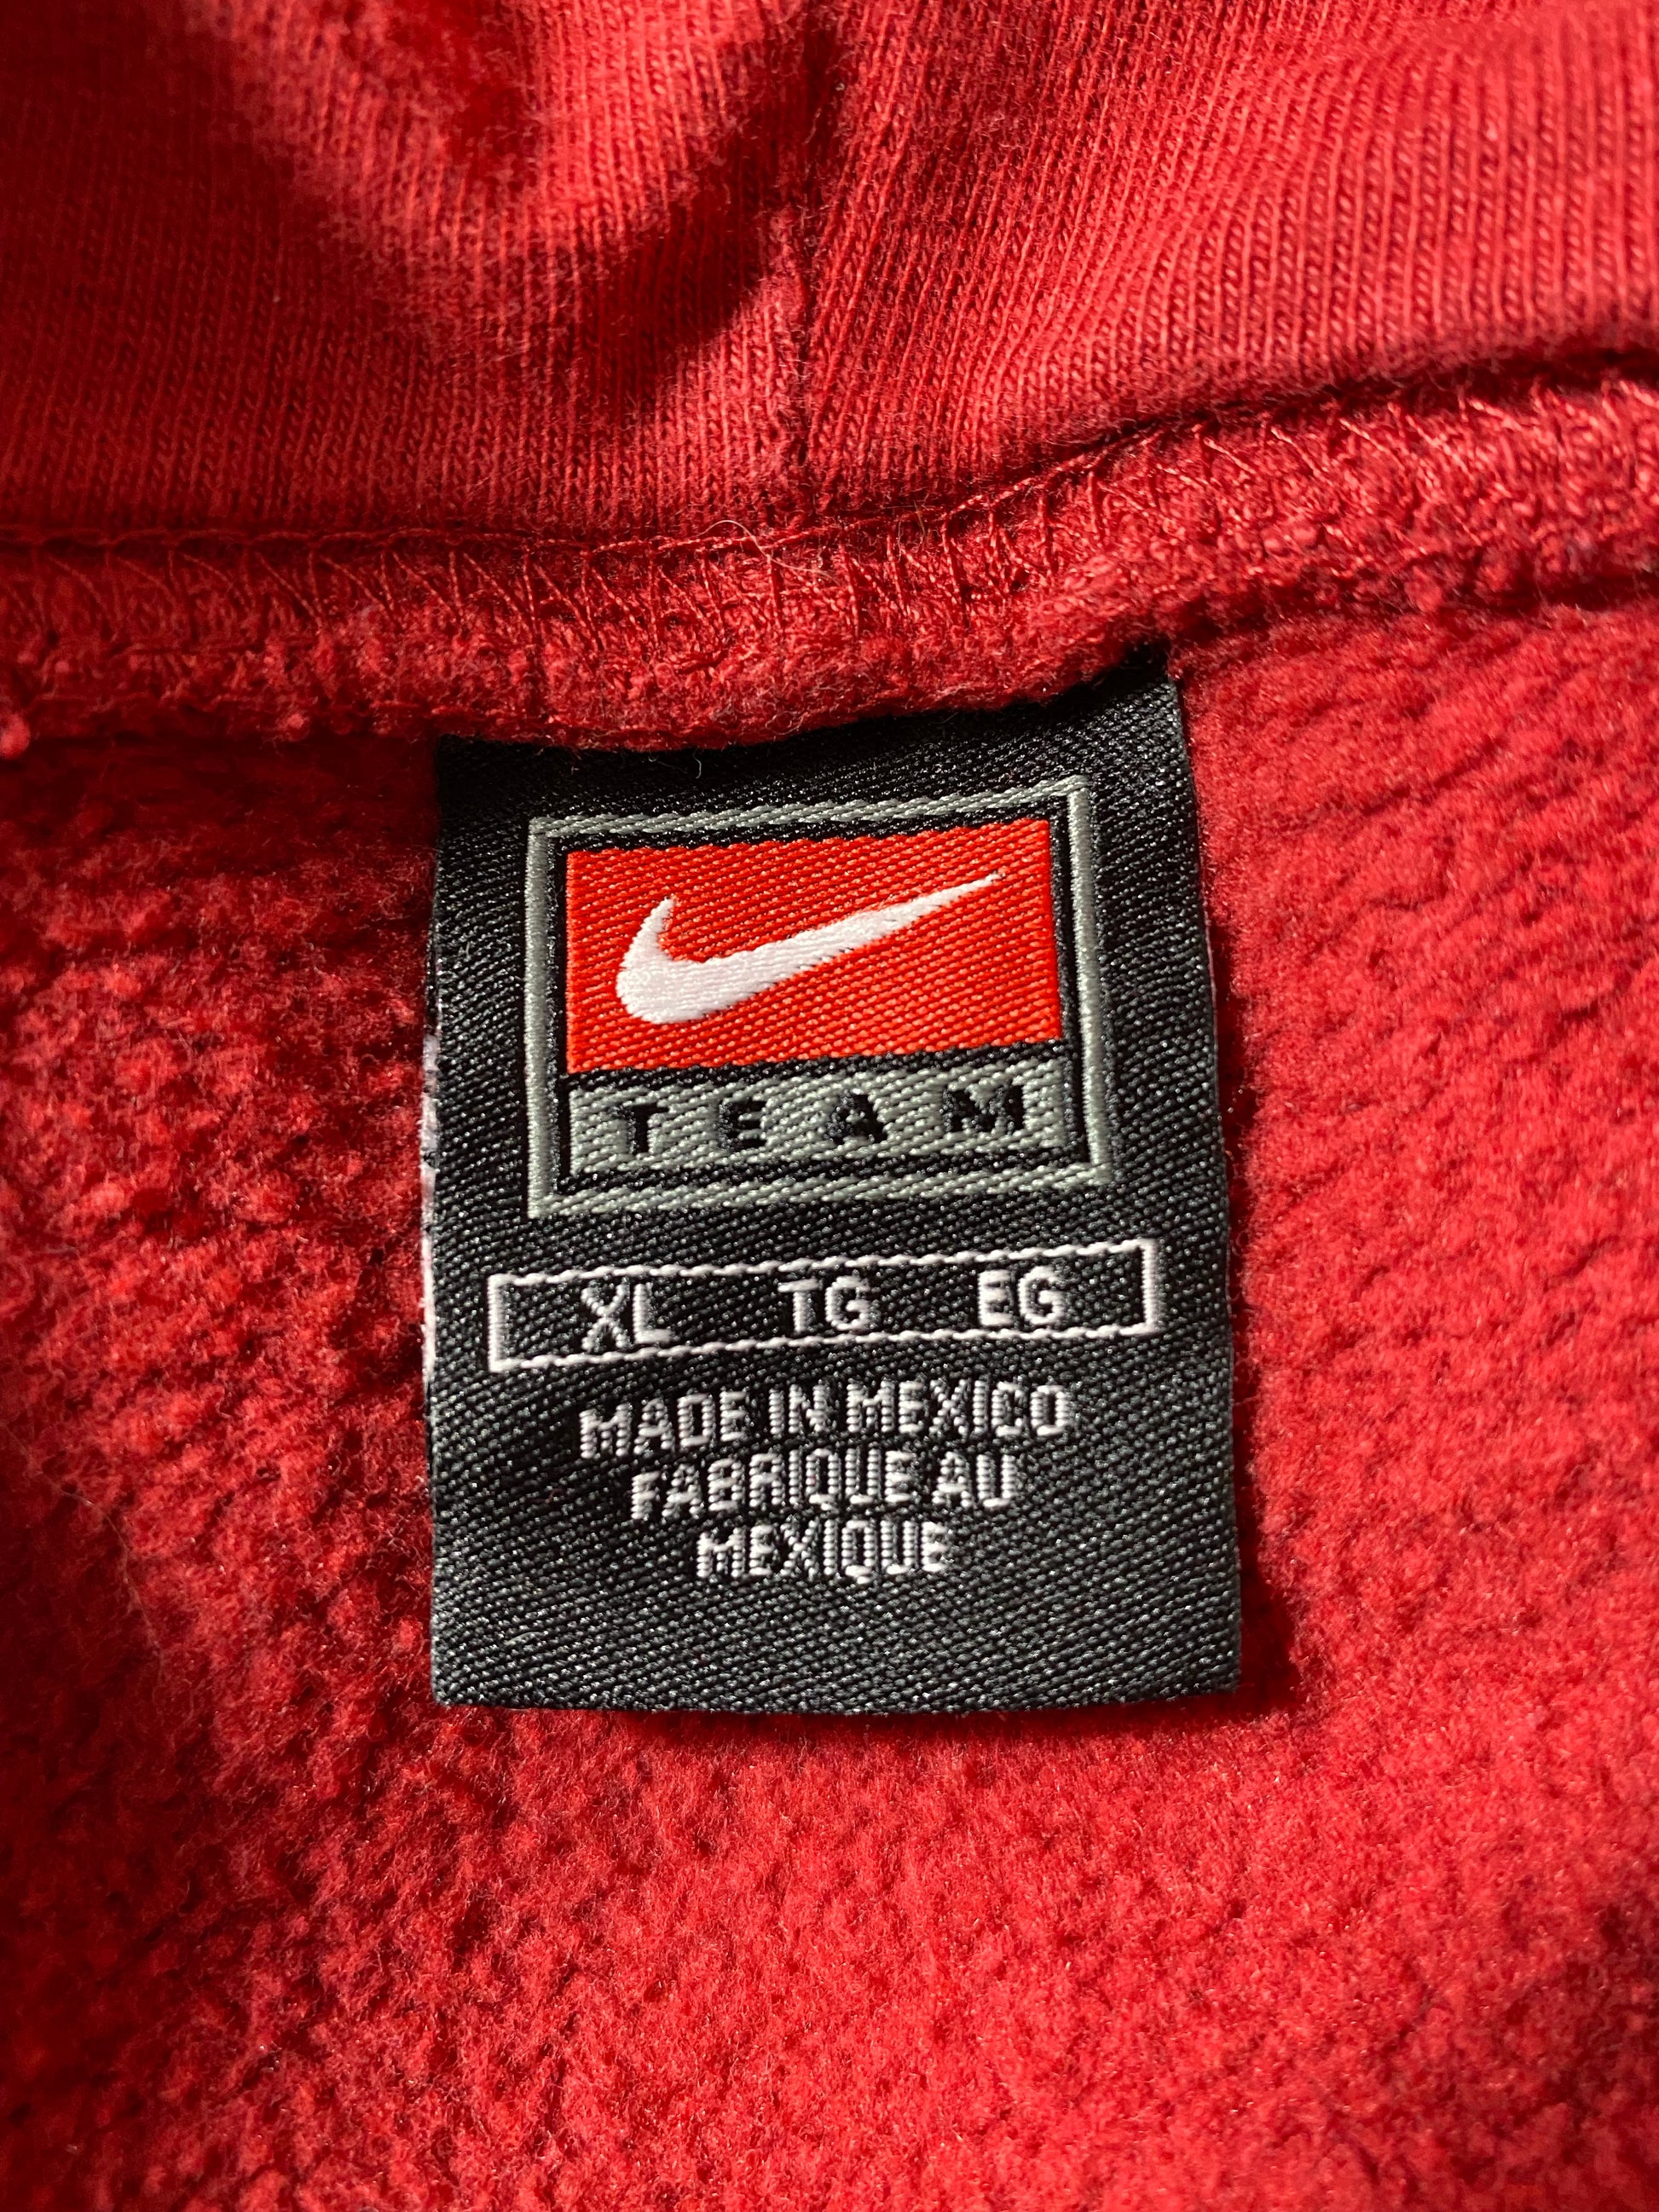 TEAM
XL TG EG
MADE IN MEXICO
FABRIQUE AU
MEXIQUE